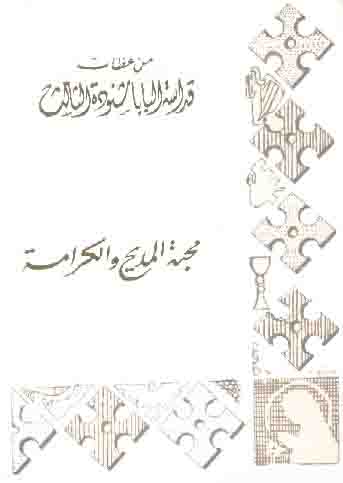 من عظات
قداسة البابا شنودة الثالث
محبة المديح والكرامة